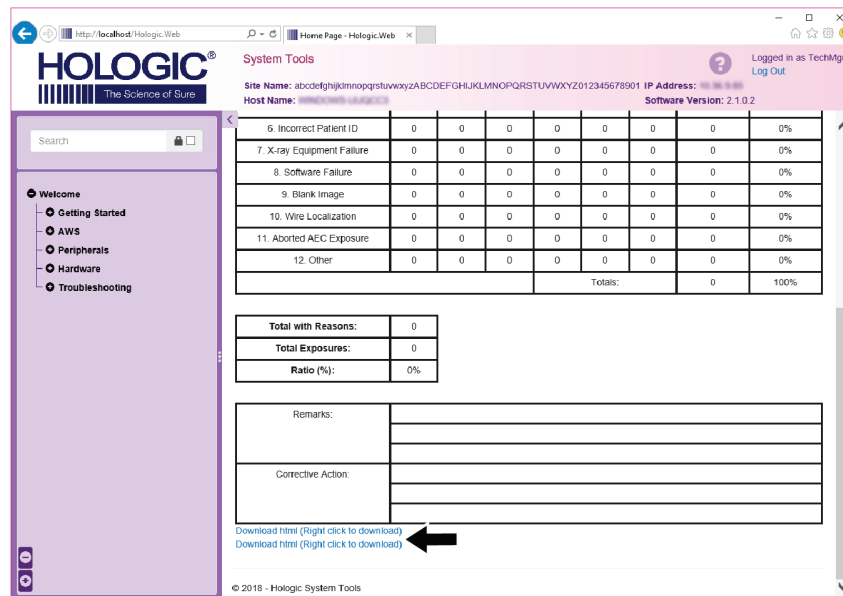 http://localhost/Hologic.Web
Home Page - Hologic.Web
HOLOGIC®
The Science of Sure
System Tools
?
Logged in as TechMg
Log Out
Site Name: abcdefghijklmnopqrstuvwxyzABCDEFGHIJKLMNOPQRSTUVWXYZ012345678901 IP Address:
Host Name:
Software Version: 2.1.0.2
Search
Welcome
Getting Started
AWS
Peripherals
Hardware
Troubleshooting
6. Incorrect Patient ID 0 0 0 0 0 0 0 0%
7. X-ray Equipment Failure 0 0 0 0 0 0 0 0%
8. Software Failure 0 0 0 0 0 0 0 0%
9. Blank Image 0 0 0 0 0 0 0 0%
10. Wire Localization 0 0 0 0 0 0 0 0%
11. Aborted AEC Exposure 0 0 0 0 0 0 0 0%
12. Other 0 0 0 0 0 0 0 0%
Totals: 0 100%
Total with Reasons: 0
Total Exposures: 0
Ratio (%): 0%
Remarks:
Corrective Action:
Download html (Right click to download)
Download html (Right click to download)
© 2018 - Hologic System Tools